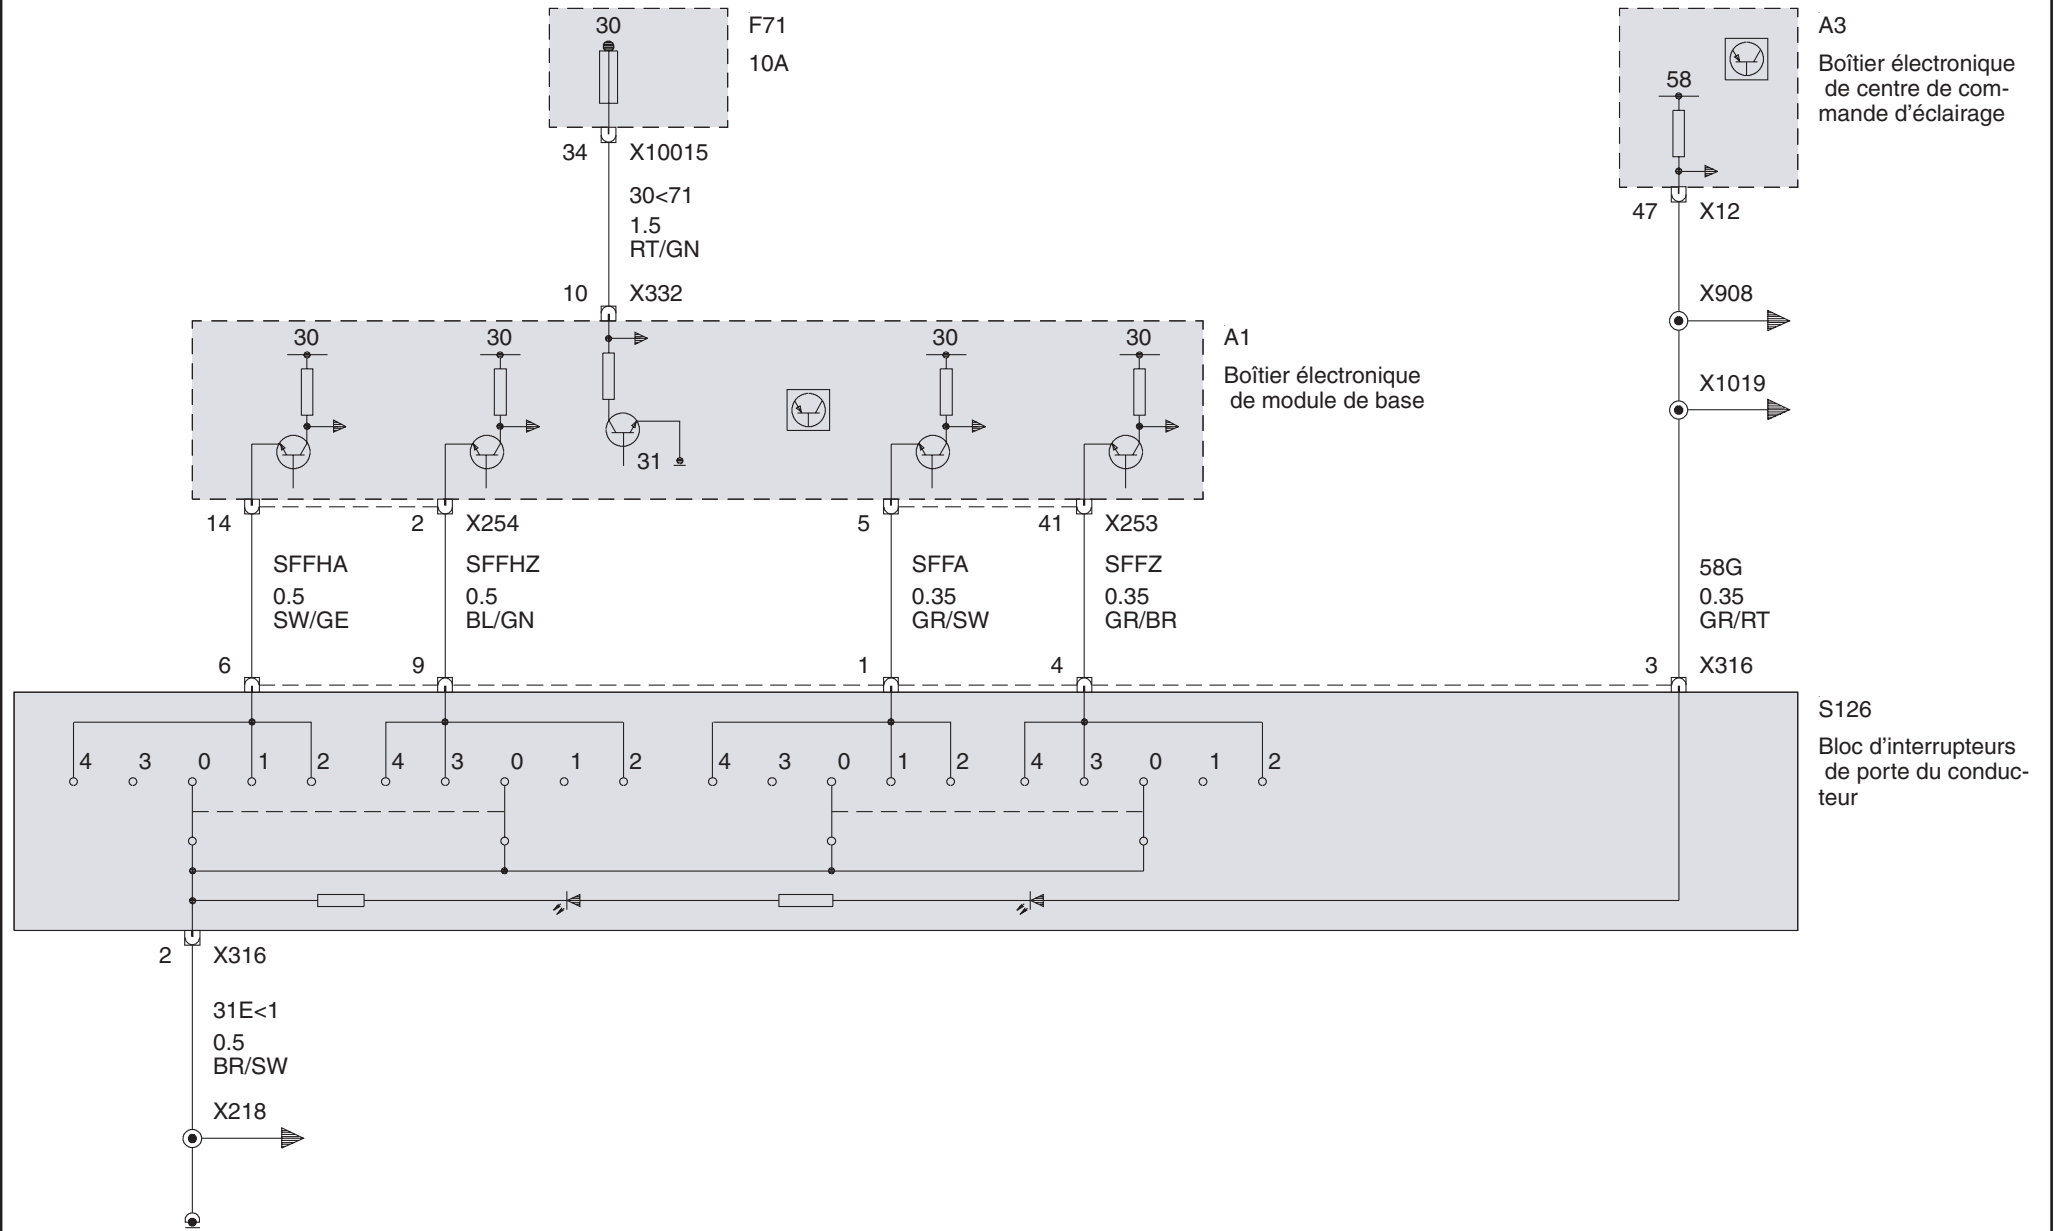 30
F71
10A
34 X10015
30<71
1.5
RT/GN
10 X332
A3
Boîtier électronique
de centre de com-
mande d'éclairage
58
47 X12
X908
X1019
30 30 30 30
31
A1
Boîtier électronique
de module de base
14 2 X254 5 41 X253
SFFHA SFFHZ SFFA SFFZ 58G
0.5 0.5 0.35 0.35 0.35
SW/GE BL/GN GR/SW GR/BR GR/RT
6 9 1 4 3 X316
4 3 0 1 2 4 3 0 1 2 4 3 0 1 2 4 3 0 1 2
S126
Bloc d'interrupteurs
de porte du conduc-
teur
2 X316
31E<1
0.5
BR/SW
X218